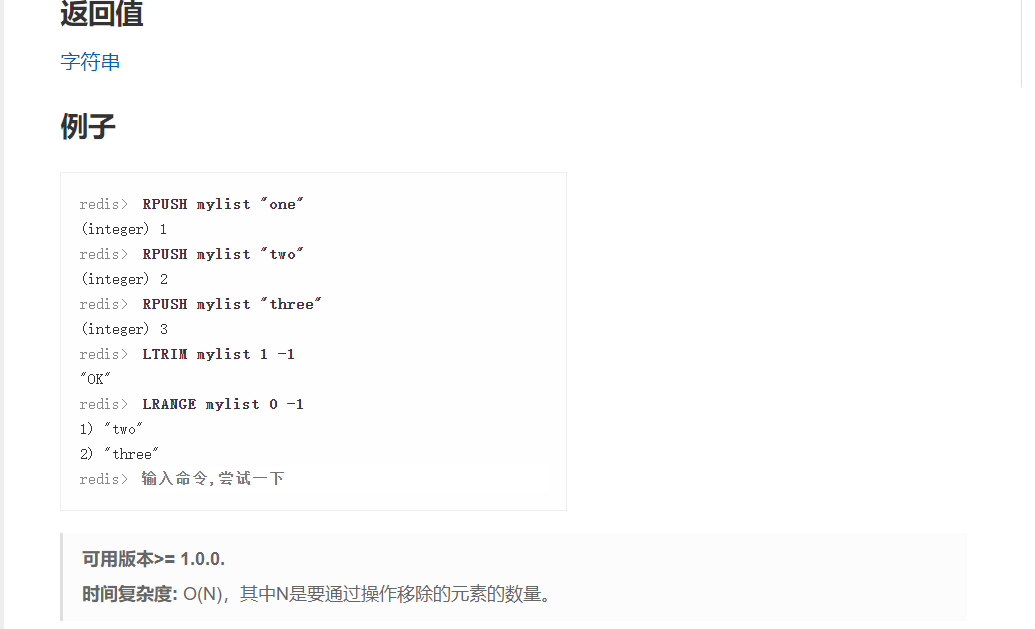 返回值
字符串
例子
redis> RPUSH mylist "one"
(integer) 1
redis> RPUSH mylist "two"
(integer) 2
redis> RPUSH mylist "three"
(integer) 3
redis> LTRIM mylist 1 -1
"OK"
redis> LRANGE mylist 0 -1
1) "two"
2) "three"
redis> 输入命令,尝试一下
可用版本>= 1.0.0.
时间复杂度: O(N)，其中N是要通过操作移除的元素的数量。